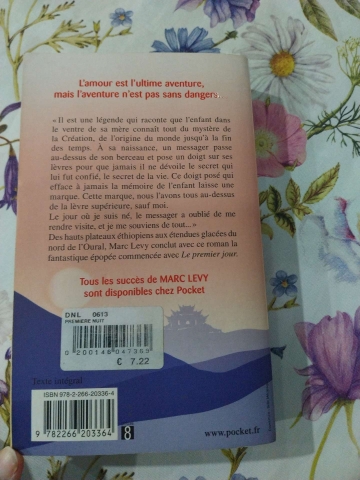 L'amour est l'ultime aventure,
mais l'aventure n'est pas sans danger.
« Il est une légende qui raconte que l'enfant dans
le ventre de sa mère connaît tout du mystère de
la Création, de l'origine du monde jusqu'à la fin
des temps. À sa naissance, un messager passe
au-dessus de son berceau et pose un doigt sur ses
lèvres pour que jamais il ne dévoile le secret qui
lui fut confié, le secret de la vie. Ce doigt posé qui
efface à jamais la mémoire de l'enfant laisse une
marque. Cette marque, nous l'avons tous au-dessus
de la lèvre supérieure, sauf moi.
Le jour où je suis né, le messager a oublié de me
rendre visite, et je me souviens de tout... »
Des hauts plateaux éthiopiens aux étendues glacées du
nord de l'Oural, Marc Levy conclut avec ce roman la
fantastique épopée commencée avec Le premier jour.
Tous les succès de MARC LEVY
sont disponibles chez Pocket
DNL 0613
PREMIERE NUIT
0200146047363
€ 7.22
Texte intégral
ISBN 978-2-266-20336-4
9 782266 203364
8
www.pocket.fr